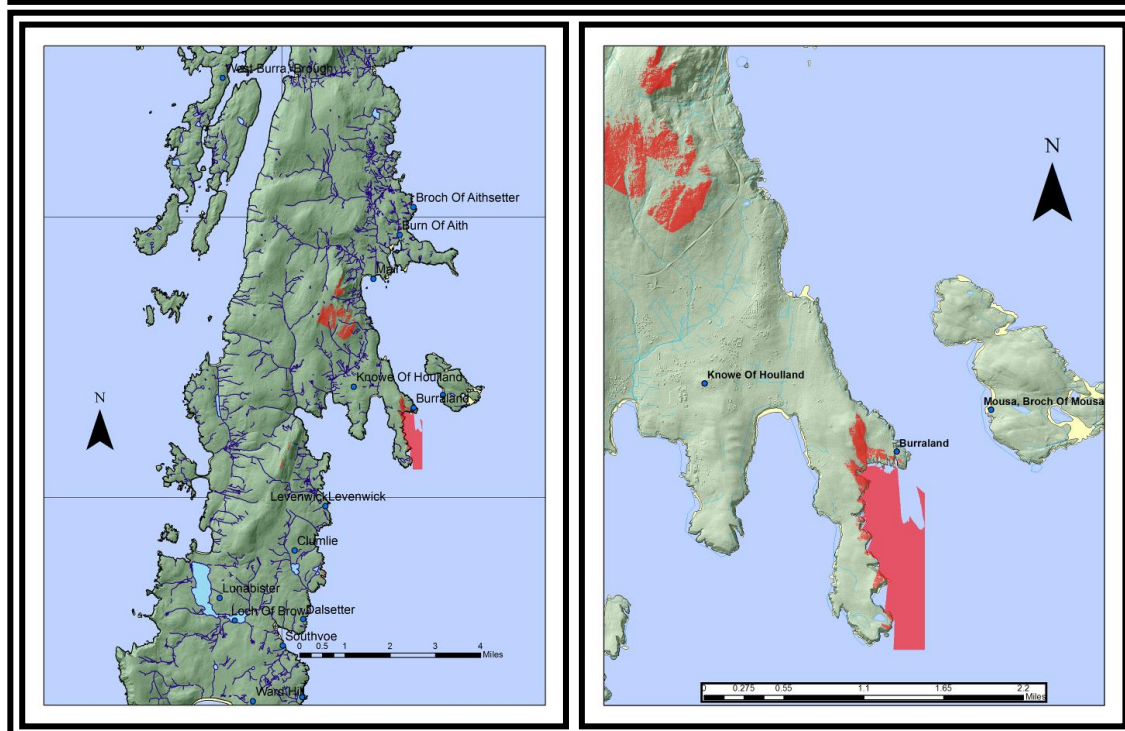 West Burra, Brough
Broch Of Aithsetter
Burn Of Aith
Mail
Knowe Of Houlland
Burraland
N
LevenwickLevenwick
Clumlie
Lunabister
Loch Of Brow
Dalsetter
Southvoe
0 0.5 1 2 3 4
Miles
Ward Hill
N
Knowe Of Houlland
Mousa, Broch Of Mousa
Burraland
0 0.275 0.55 1.1 1.65 2.2
Miles